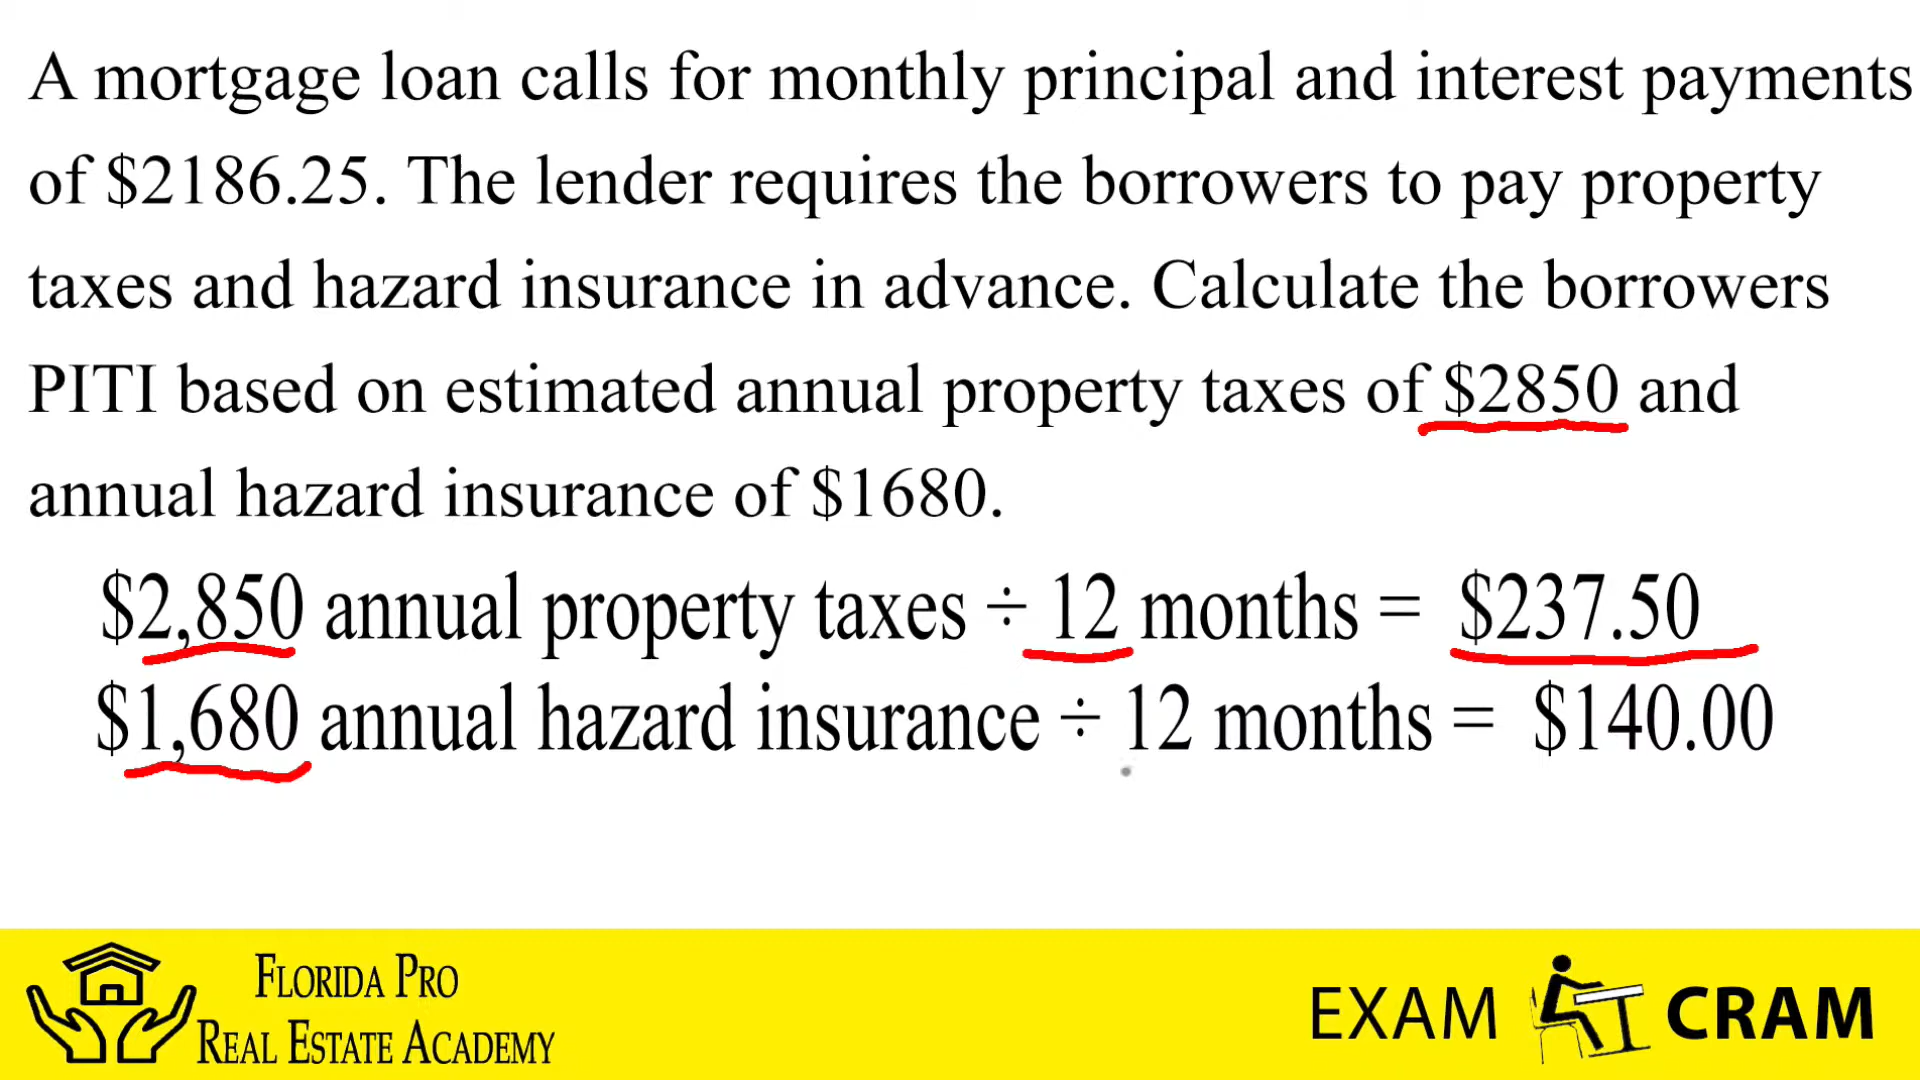 A mortgage loan calls for monthly principal and interest payments
of $2186.25. The lender requires the borrowers to pay property
taxes and hazard insurance in advance. Calculate the borrowers
PITI based on estimated annual property taxes of $2850 and
annual hazard insurance of $1680.
$2,850 annual property taxes ÷ 12 months = $237.50
$1,680 annual hazard insurance ÷ 12 months = $140.00
FLORIDA PRO
REAL ESTATE ACADEMY
EXAM CRAM